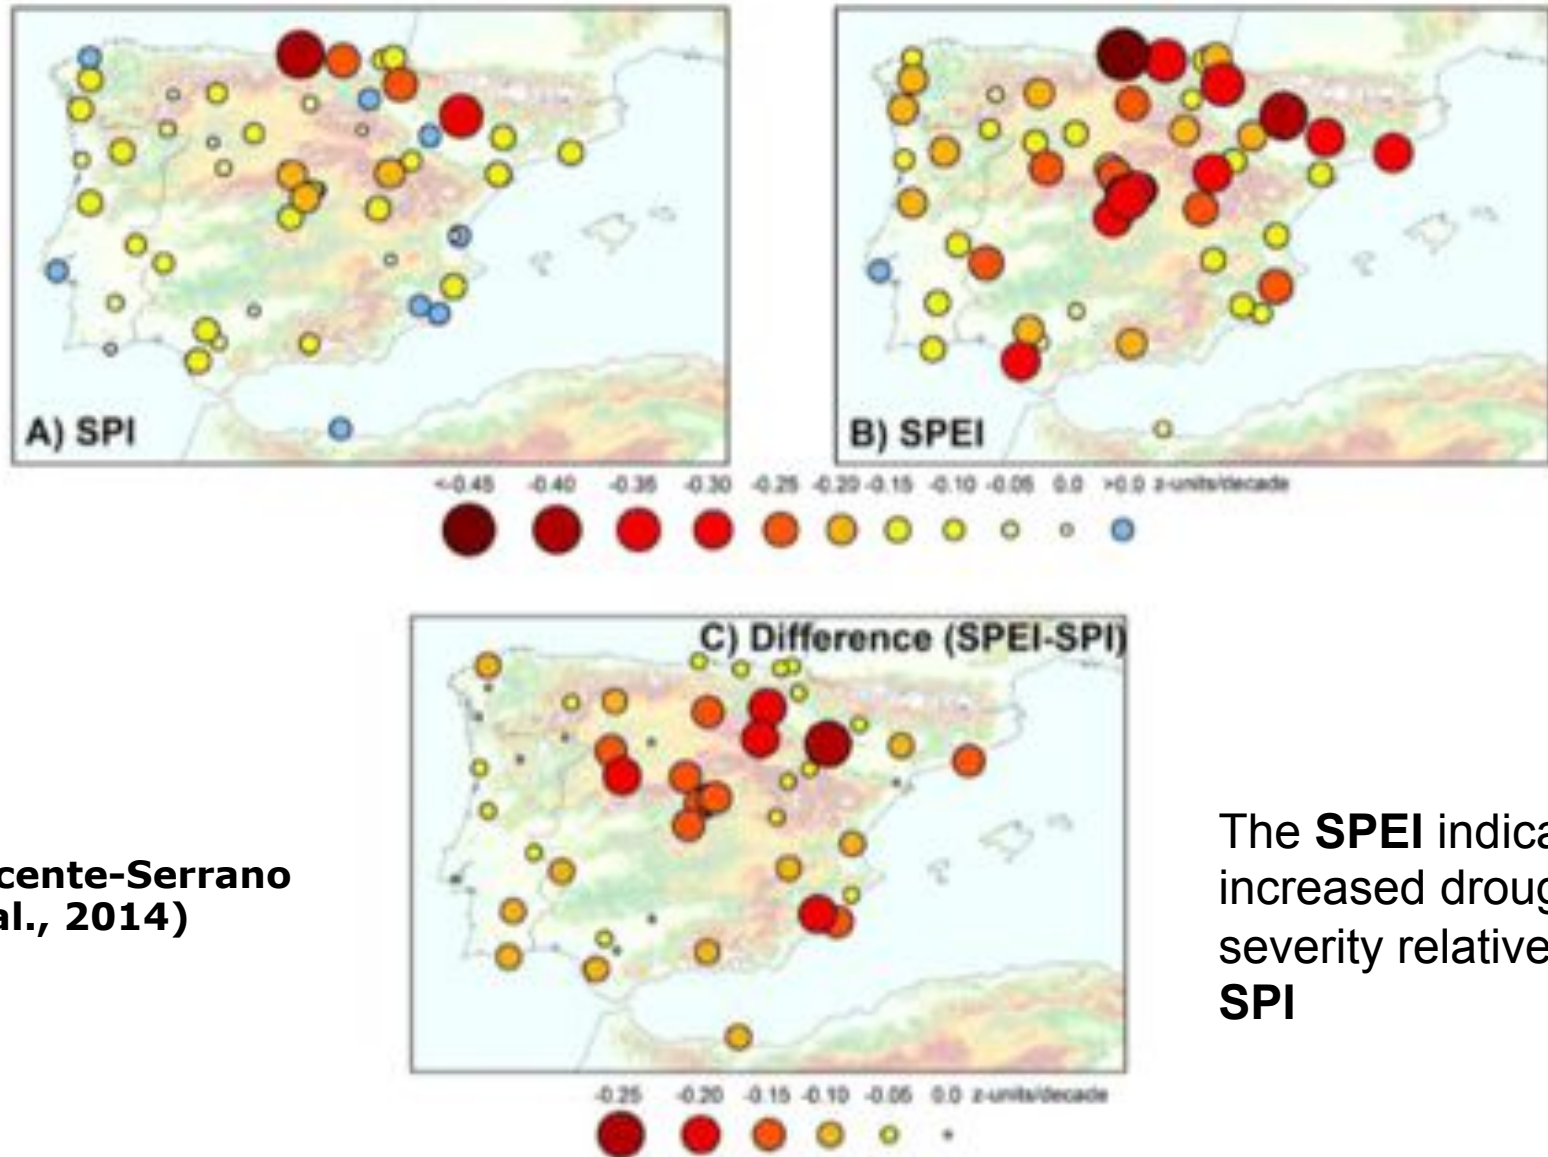 A) SPI
B) SPEI
<-0.45 -0.40 -0.35 -0.30 -0.25 -0.20 -0.15 -0.10 -0.05 0.0 >0.0 z-units/decade
C) Difference (SPEI-SPI)
cente-Serrano
al., 2014)
The SPEI indica
increased droug
severity relative
SPI
-0.25 -0.20 -0.15 -0.10 -0.05 0.0 z-units/decade